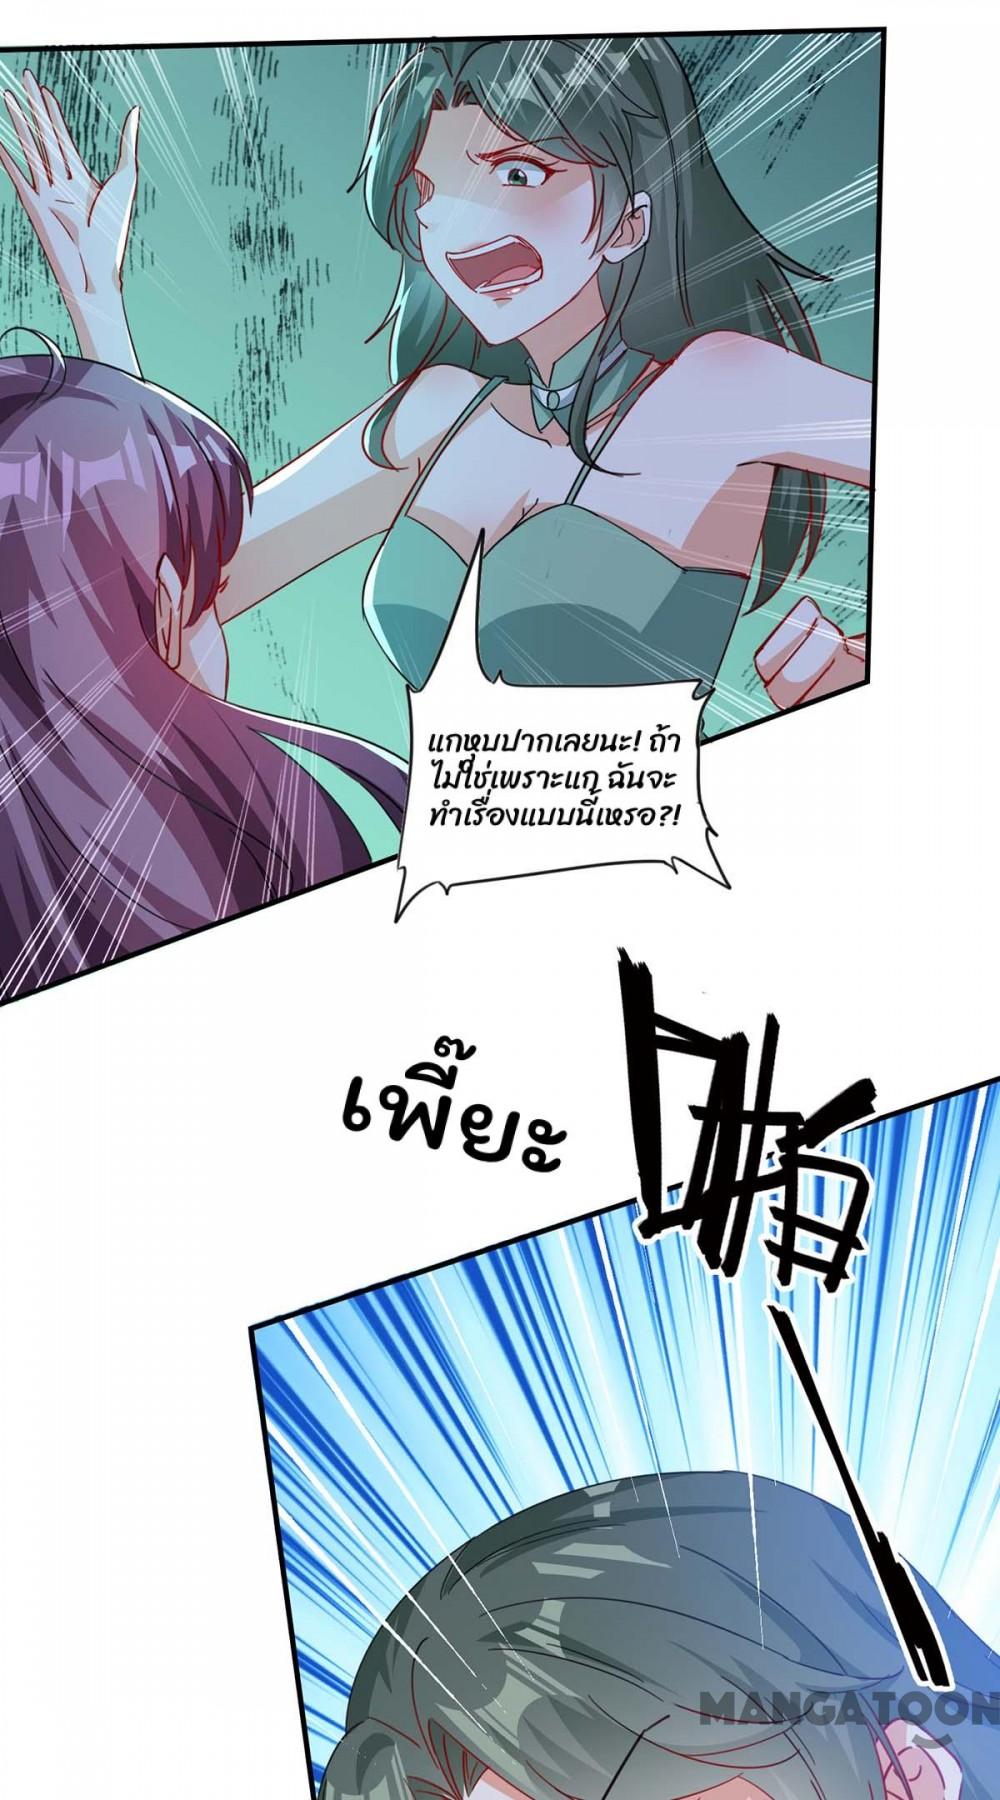 แกหุบปากเลยนะ! ถ้า
ไม่ใช่เพราะแก ฉันจะ
ทำเรื่องแบบนี้เหรอ?!
เพี๊ยะ
啪
MANGATOON